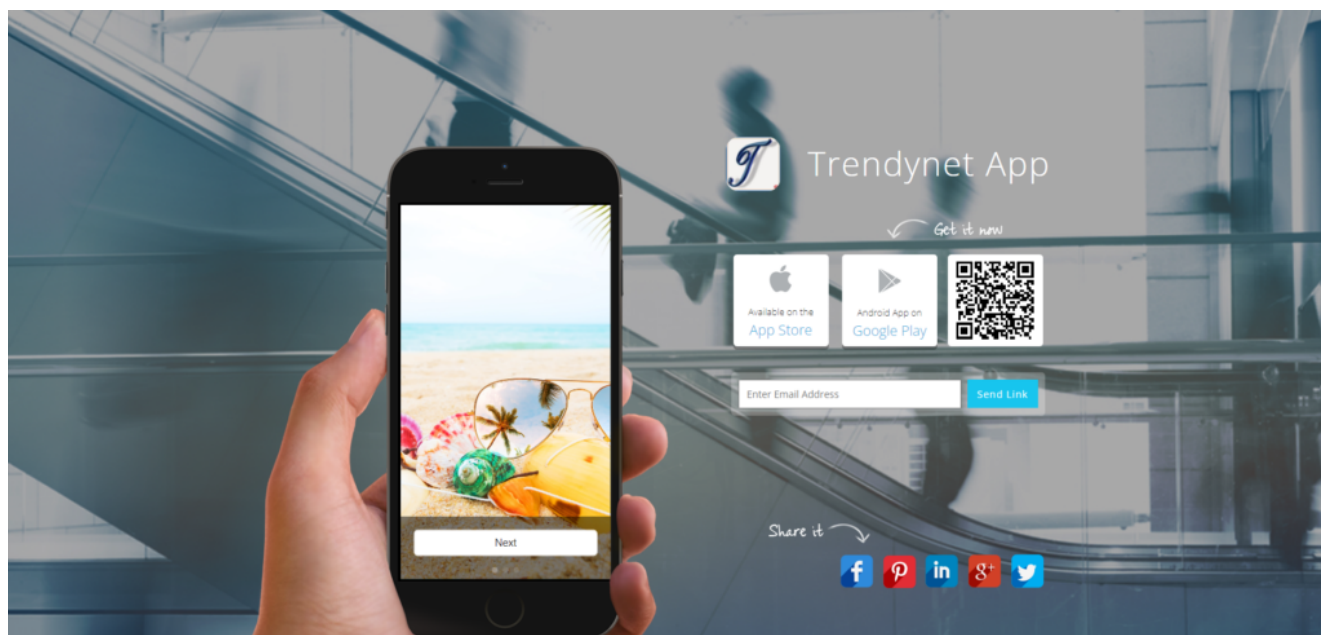 Trendynet App
Get it now
Available on the
App Store
Android App on
Google Play
Enter Email Address
Send Link
Next
Share it